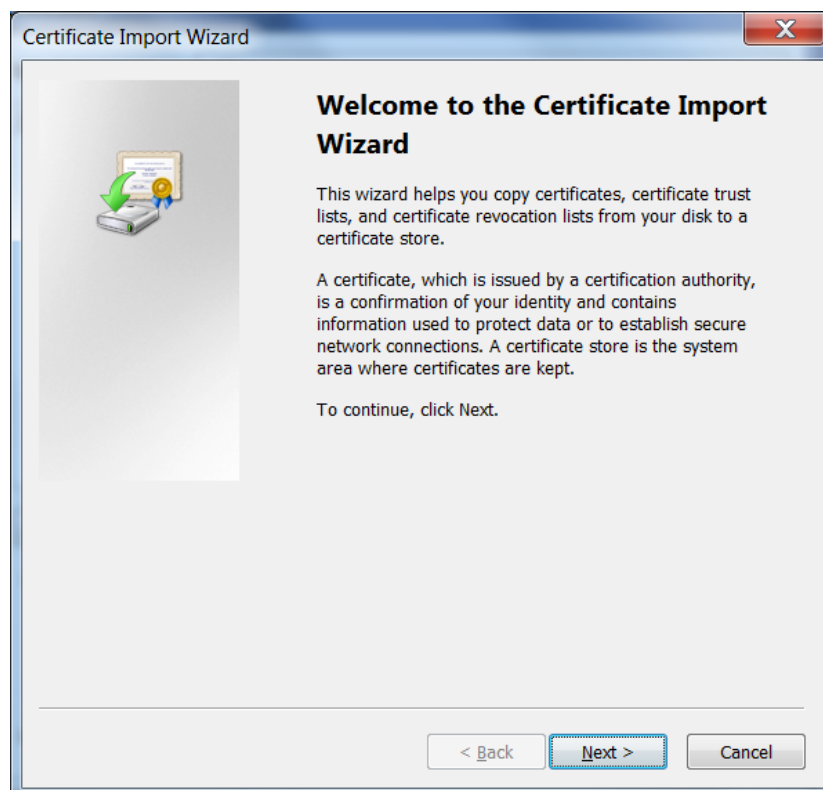 Certificate Import Wizard
X
Welcome to the Certificate Import
Wizard
This wizard helps you copy certificates, certificate trust
lists, and certificate revocation lists from your disk to a
certificate store.
A certificate, which is issued by a certification authority,
is a confirmation of your identity and contains
information used to protect data or to establish secure
network connections. A certificate store is the system
area where certificates are kept.
To continue, click Next.
< Back Next > Cancel